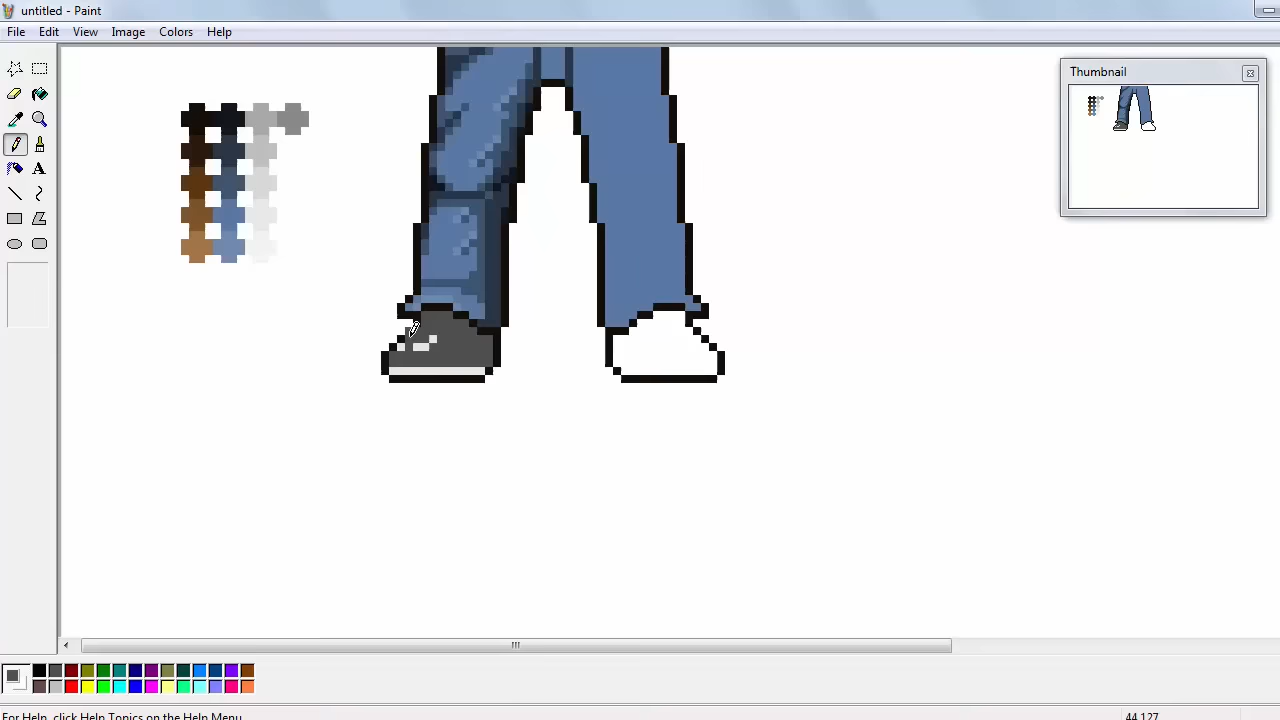 untitled - Paint
File Edit View Image Colors Help
Thumbnail
For Help, click Help Topics on the Help Menu.
44,127